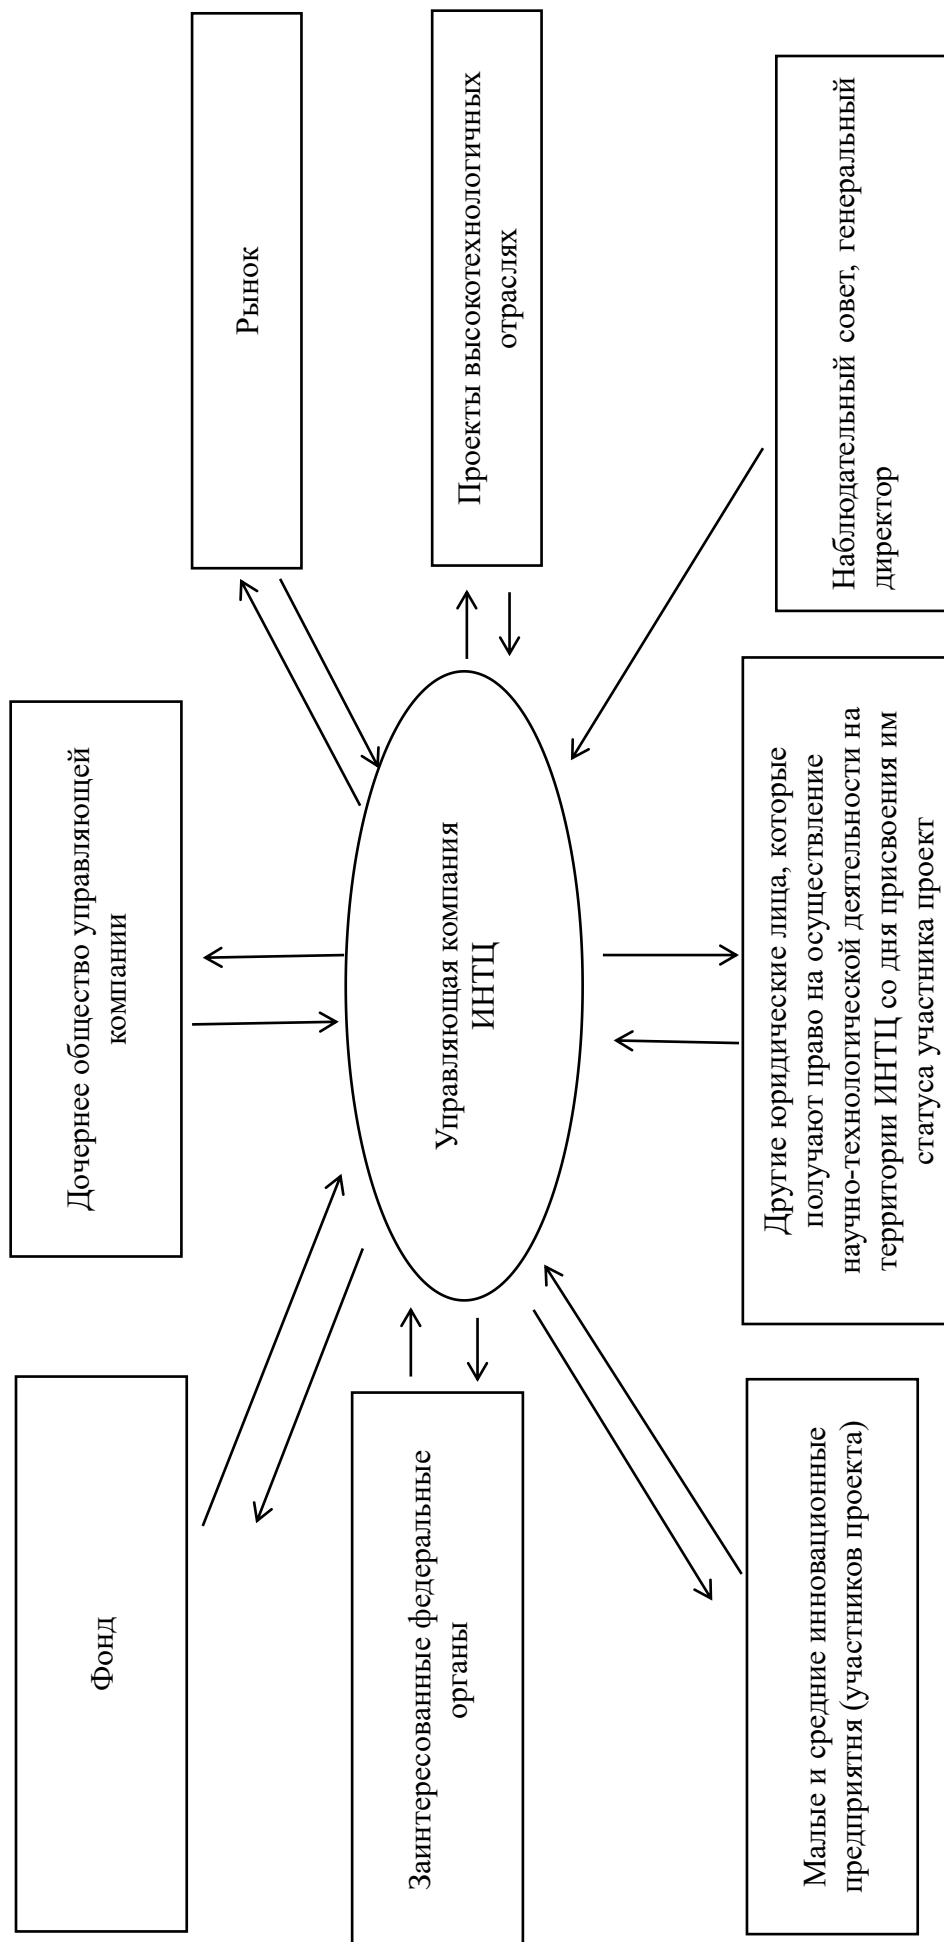 Фонд
Дочернее общество управляющей
компании
Рынок
Заинтересованные федеральные
органы
Управляющая компания
ИНТЦ
Проекты высокотехнологичных
отраслях
Малые и средние инновационные
предприятня (участников проекта)
Другие юридические лица, которые
получают право на осуществление
научно-технологической деятельности на
территории ИНТЦ со дня присвоения им
статуса участника проект
Наблюдательный совет, генеральный
директор